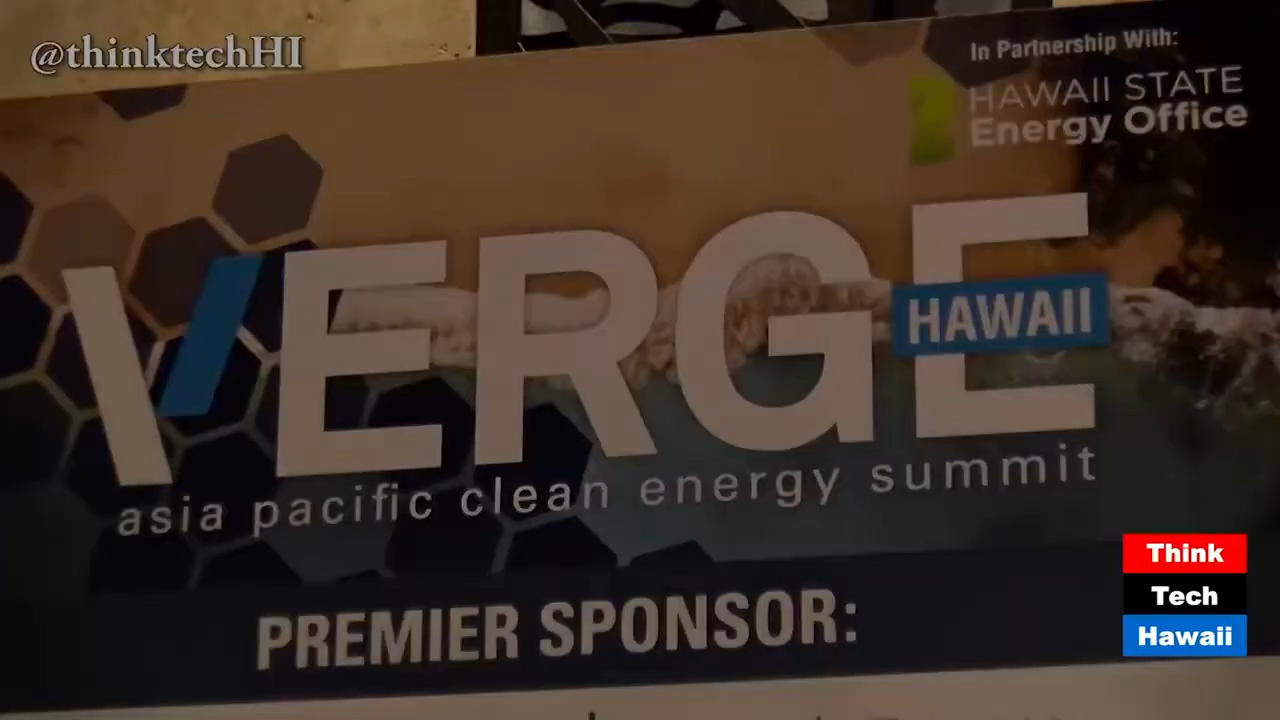 @thinktechHI
In Partnership With:
HAWAII STATE
Energy Office
VERGE
HAWAII
asia pacific clean energy summit
PREMIER SPONSOR:
Think
Tech
Hawaii